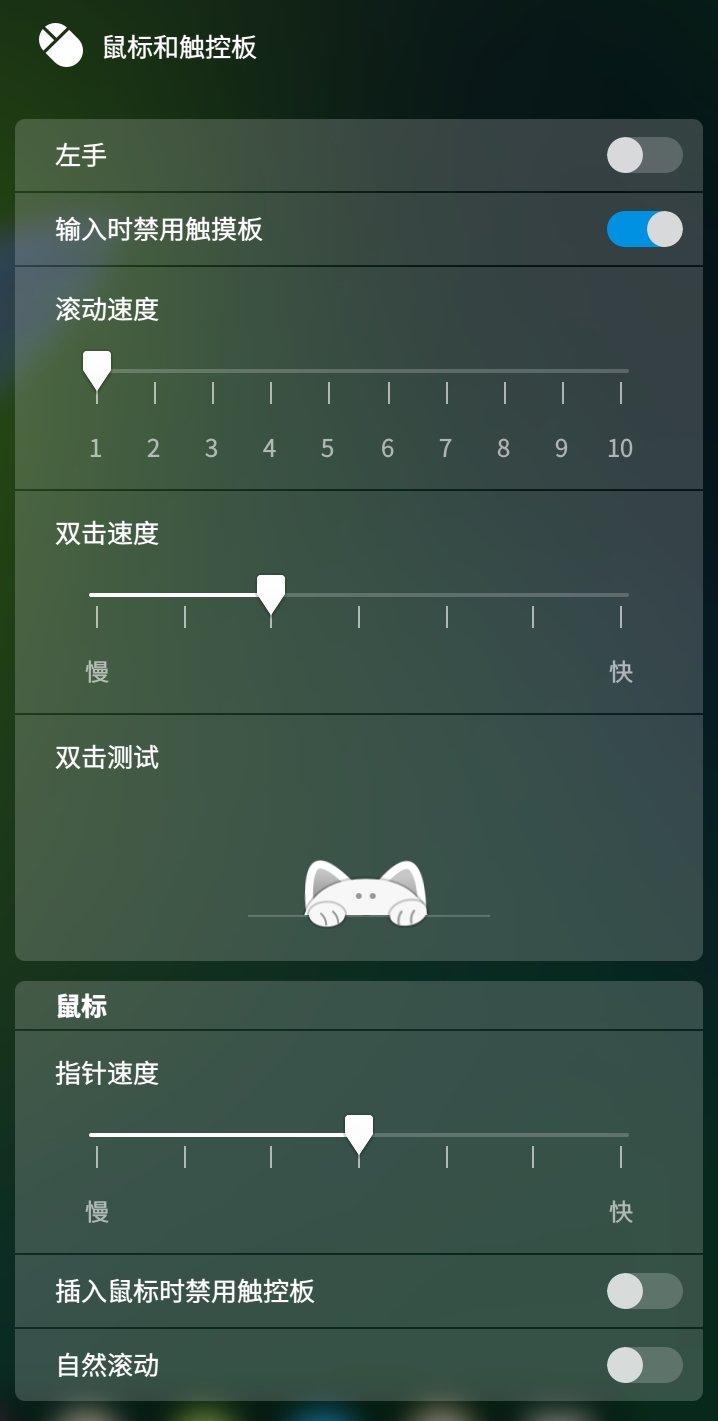 鼠标和触控板
左手
输入时禁用触摸板
滚动速度
1 2 3 4 5 6 7 8 9 10
双击速度
慢 快
双击测试
鼠标
指针速度
慢 快
插入鼠标时禁用触控板
自然滚动